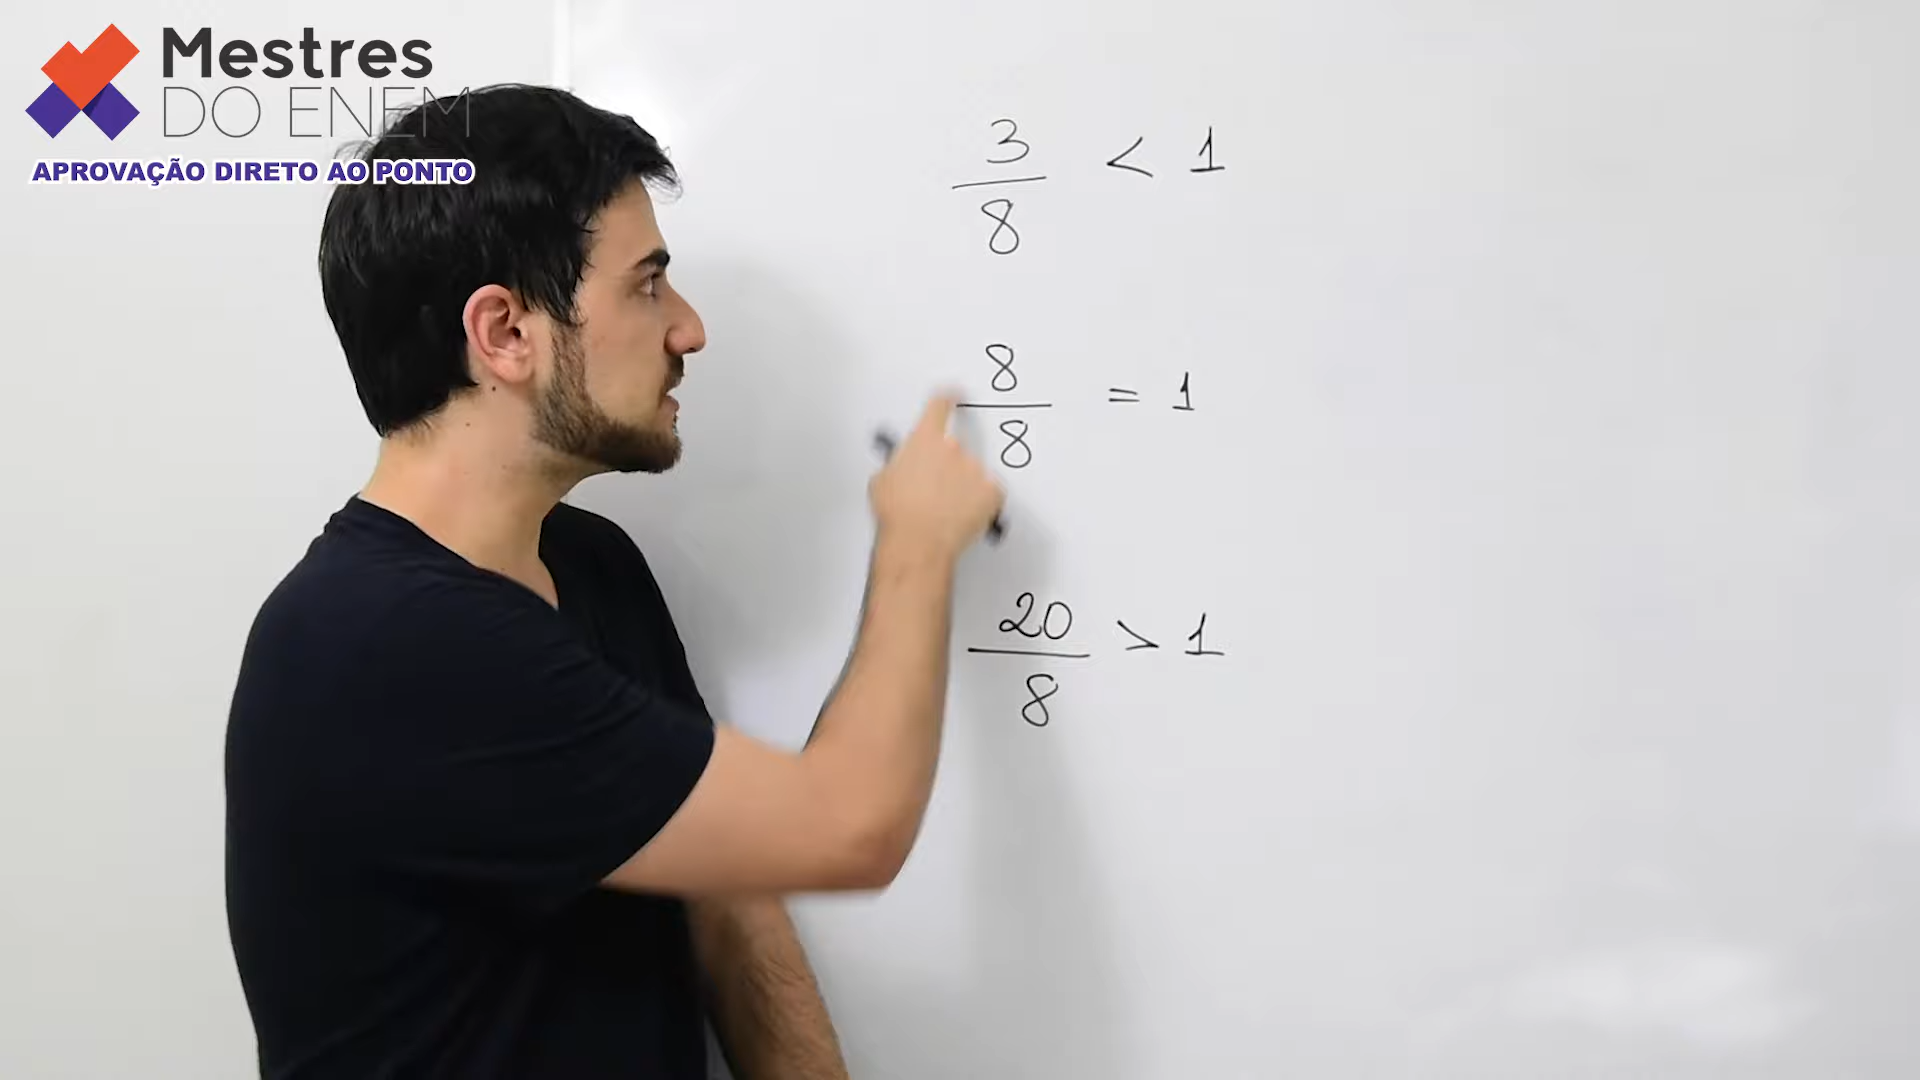 Mestres
DO ENEM
APROVAÇÃO DIRETO AO PONTO
3/8 < 1
8/8 = 1
20/8 > 1